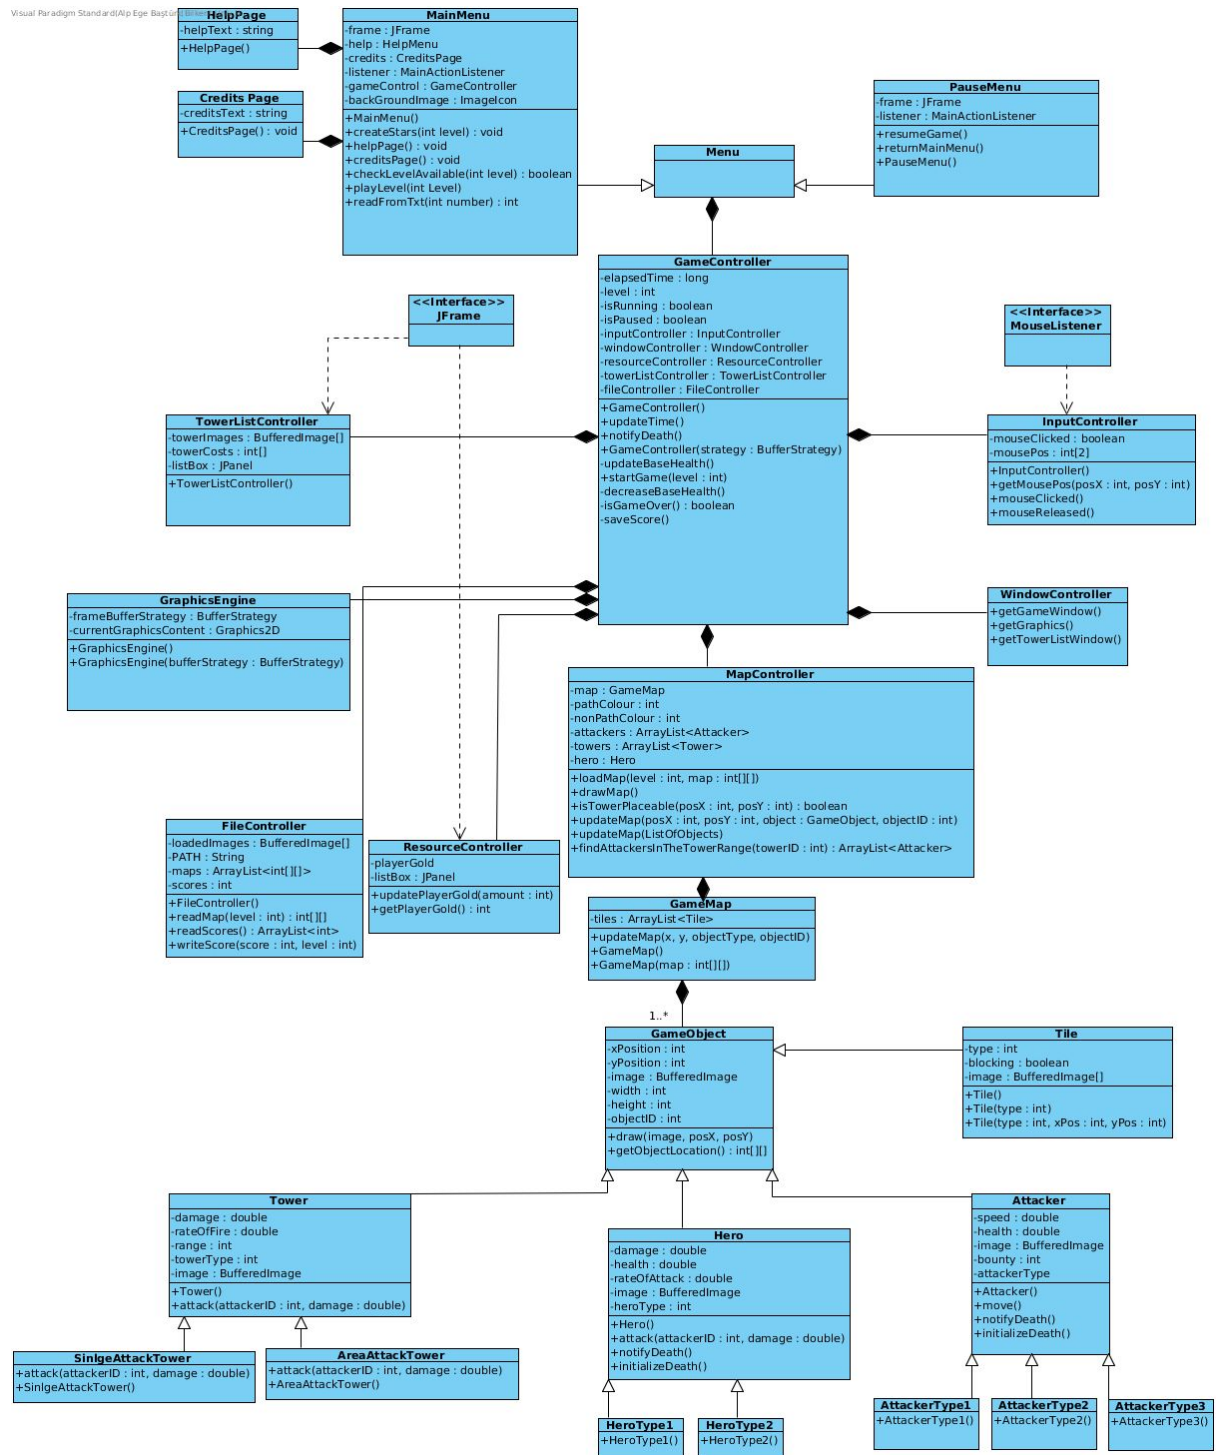 Visual Paradigm Standard(Alp Ege Baştürk(Bilkent
HelpPage
-helpText : string
+HelpPage()
MainMenu
-frame : JFrame
-help : HelpMenu
-credits : CreditsPage
-listener : MainActionListener
-gameControl : GameController
-backGroundImage : ImageIcon
+MainMenu()
+createStars(int level) : void
+helpPage() : void
+creditsPage() : void
+checkLevelAvailable(int level) : boolean
+playLevel(int Level)
+readFromTxt(int number) : int
Credits Page
-creditsText : string
+CreditsPage() : void
Menu
PauseMenu
-frame : JFrame
-listener : MainActionListener
+resumeGame()
+returnMainMenu()
+PauseMenu()
GameController
-elapsedTime : long
-level : int
-isRunning : boolean
-isPaused : boolean
-inputController : InputController
-windowController : WindowController
-resourceController : ResourceController
-towerListController : TowerListController
-fileController : FileController
+GameController()
+updateTime()
+notifyDeath()
+GameController(strategy : BufferStrategy)
-updateBaseHealth()
+startGame(level : int)
-decreaseBaseHealth()
-isGameOver() : boolean
-saveScore()
<<Interface>>
JFrame
<<Interface>>
MouseListener
TowerListController
-towerImages : BufferedImage[]
-towerCosts : int[]
-listBox : JPanel
+TowerListController()
InputController
-mouseClicked : boolean
-mousePos : int[2]
+InputController()
+getMousePos(posX : int, posY : int)
+mouseClicked()
+mouseReleased()
GraphicsEngine
-frameBufferStrategy : BufferStrategy
-currentGraphicsContent : Graphics2D
+GraphicsEngine()
+GraphicsEngine(bufferStrategy : BufferStrategy)
WindowController
+getGameWindow()
+getGraphics()
+getTowerListWindow()
MapController
-map : GameMap
-pathColour : int
-nonPathColour : int
-attackers : ArrayList<Attacker>
-towers : ArrayList<Tower>
-hero : Hero
+loadMap(level : int, map : int[][])
+drawMap()
+isTowerPlaceable(posX : int, posY : int) : boolean
+updateMap(posX : int, posY : int, object : GameObject, objectID : int)
+updateMap(ListOfObjects)
+findAttackersInTheTowerRange(towerID : int) : ArrayList<Attacker>
FileController
-loadedImages : BufferedImage[]
-PATH : String
-maps : ArrayList<int[][]>
-scores : int
+FileController()
+readMap(level : int) : int[][]
+readScores() : ArrayList<int>
+writeScore(score : int, level : int)
ResourceController
-playerGold
-listBox : JPanel
+updatePlayerGold(amount : int)
+getPlayerGold() : int
GameMap
-tiles : ArrayList<Tile>
+updateMap(x, y, objectType, objectID)
+GameMap()
+GameMap(map : int[][])
1..*
GameObject
-xPosition : int
-yPosition : int
-image : BufferedImage
-width : int
-height : int
-objectID : int
+draw(image, posX, posY)
+getObjectLocation() : int[][]
Tile
-type : int
-blocking : boolean
-image : BufferedImage[]
+Tile()
+Tile(type : int)
+Tile(type : int, xPos : int, yPos : int)
Tower
-damage : double
-rateOfFire : double
-range : int
-towerType : int
-image : BufferedImage
+Tower()
+attack(attackerID : int, damage : double)
Hero
-damage : double
-health : double
-rateOfAttack : double
-image : BufferedImage
-heroType : int
+Hero()
+attack(attackerID : int, damage : double)
+notifyDeath()
+initializeDeath()
Attacker
-speed : double
-health : double
-image : BufferedImage
-bounty : int
-attackerType
+Attacker()
+move()
+notifyDeath()
+initializeDeath()
SinlgeAttackTower
+attack(attackerID : int, damage : double)
+SinlgeAttackTower()
AreaAttackTower
+attack(attackerID : int, damage : double)
+AreaAttackTower()
HeroType1
+HeroType1()
HeroType2
+HeroType2()
AttackerType1
+AttackerType1()
AttackerType2
+AttackerType2()
AttackerType3
+AttackerType3()